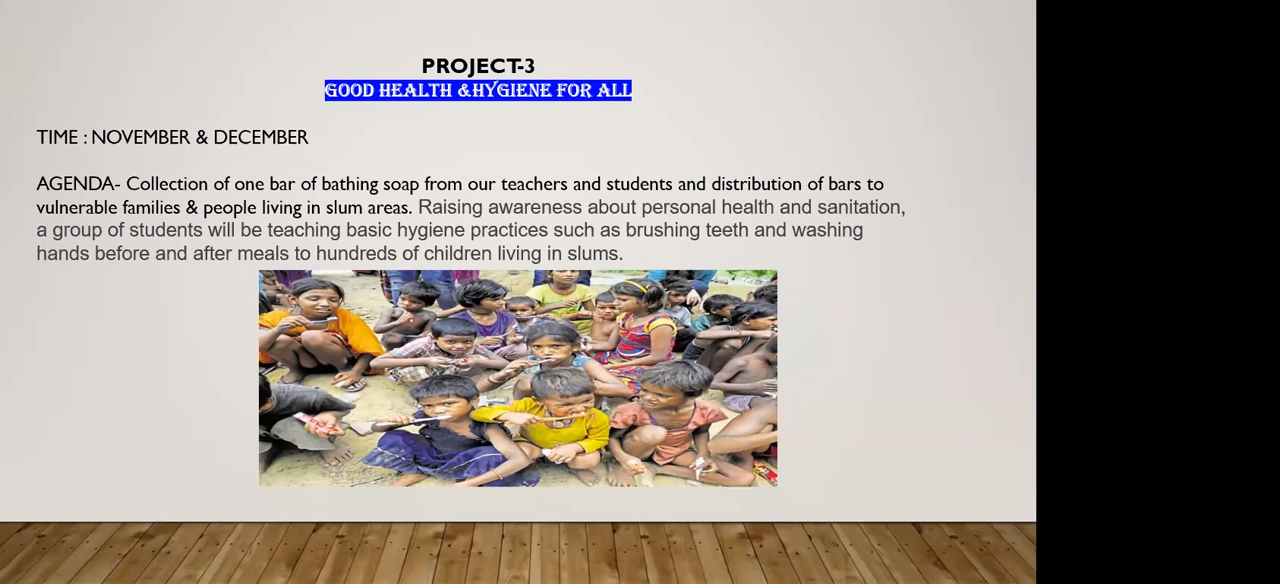 PROJECT-3
GOOD HEALTH &HYGIENE FOR ALL
TIME : NOVEMBER & DECEMBER
AGENDA- Collection of one bar of bathing soap from our teachers and students and distribution of bars to
vulnerable families & people living in slum areas. Raising awareness about personal health and sanitation,
a group of students will be teaching basic hygiene practices such as brushing teeth and washing
hands before and after meals to hundreds of children living in slums.